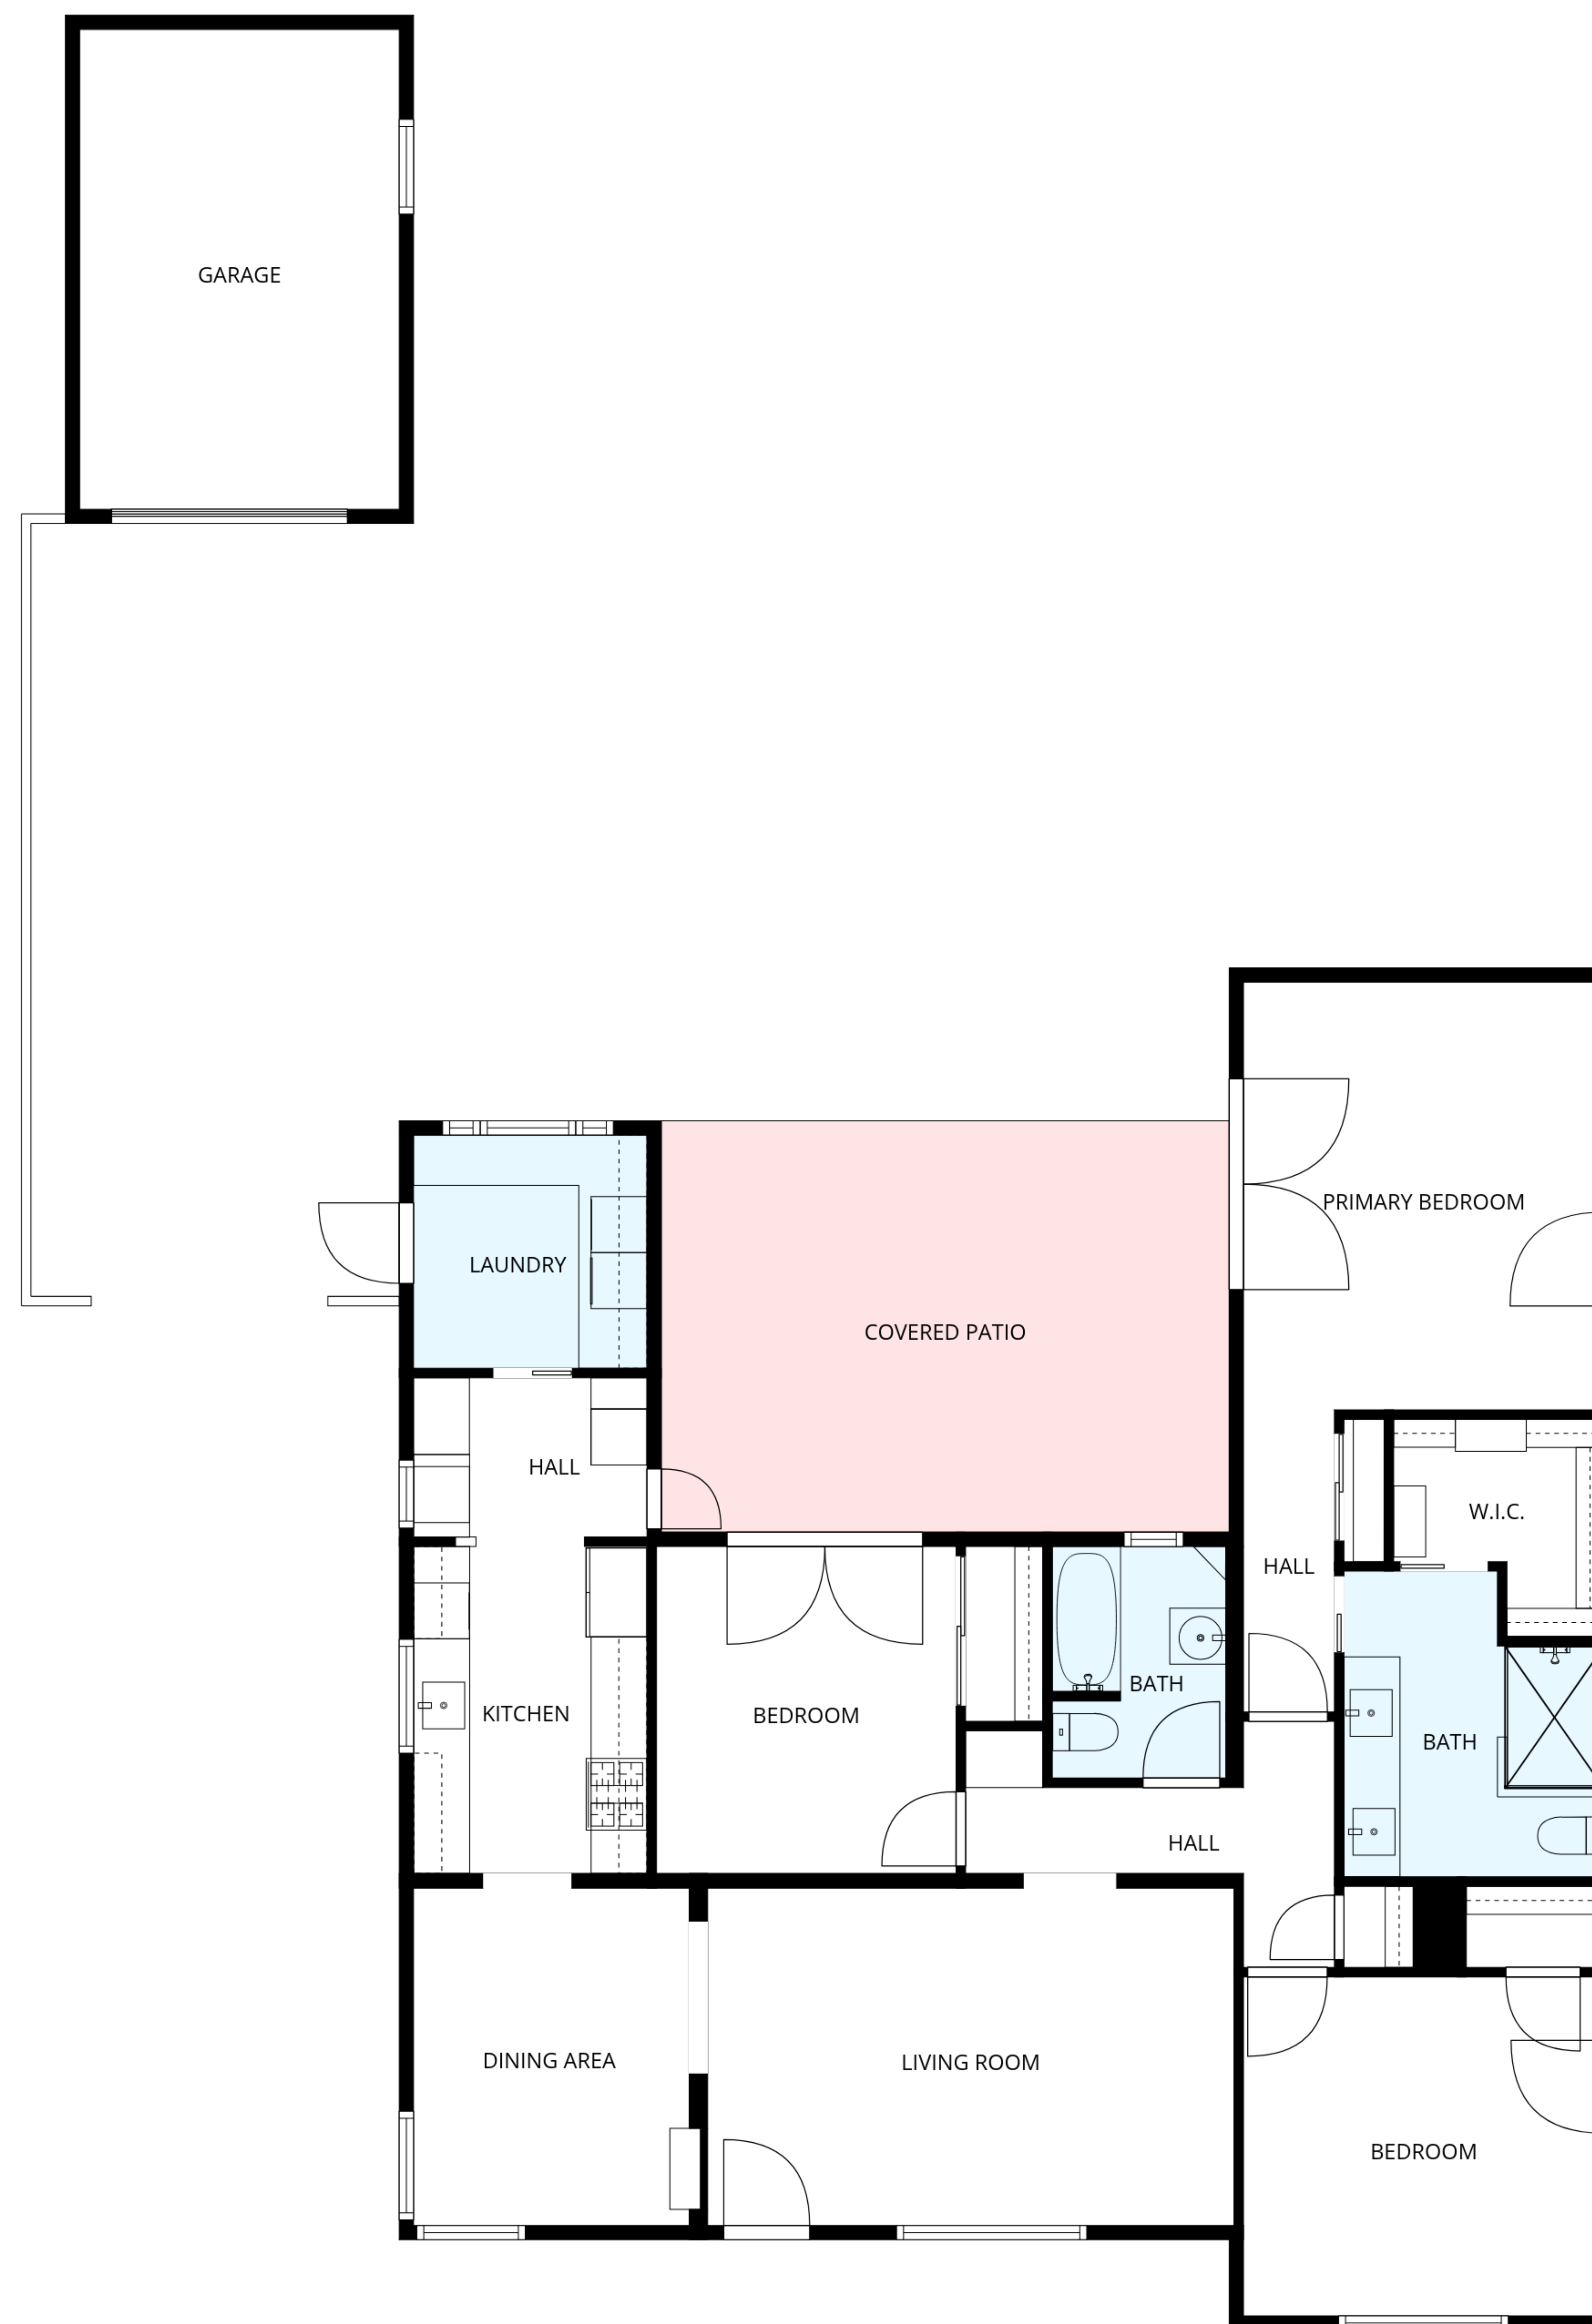 GARAGE
PRIMARY BEDROOM
LAUNDRY
COVERED PATIO
HALL
W.I.C.
HALL
BATH
KITCHEN
BEDROOM
BATH
HALL
DINING AREA
LIVING ROOM
BEDROOM